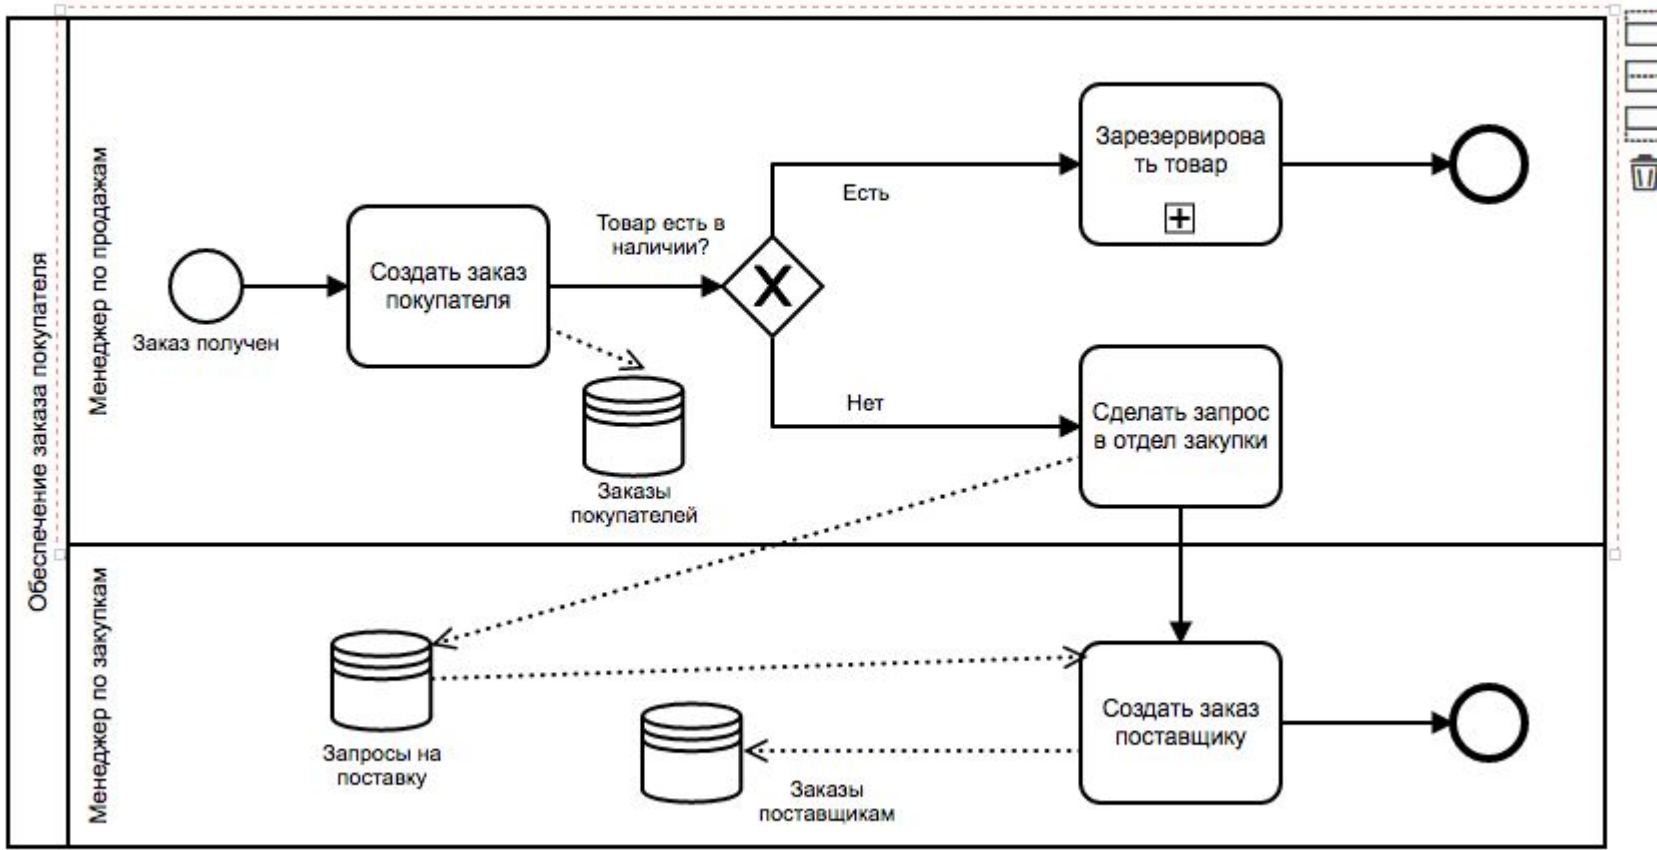 Обеспечение заказа покупателя
Менеджер по продажам
Заказ получен
Создать заказ
покупателя
Товар есть в
наличии?
Есть
Зарезервирова
ть товар
Нет
Сделать запрос
в отдел закупки
Заказы
покупателей
Менеджер по закупкам
Запросы на
поставку
Заказы
поставщикам
Создать заказ
поставщику